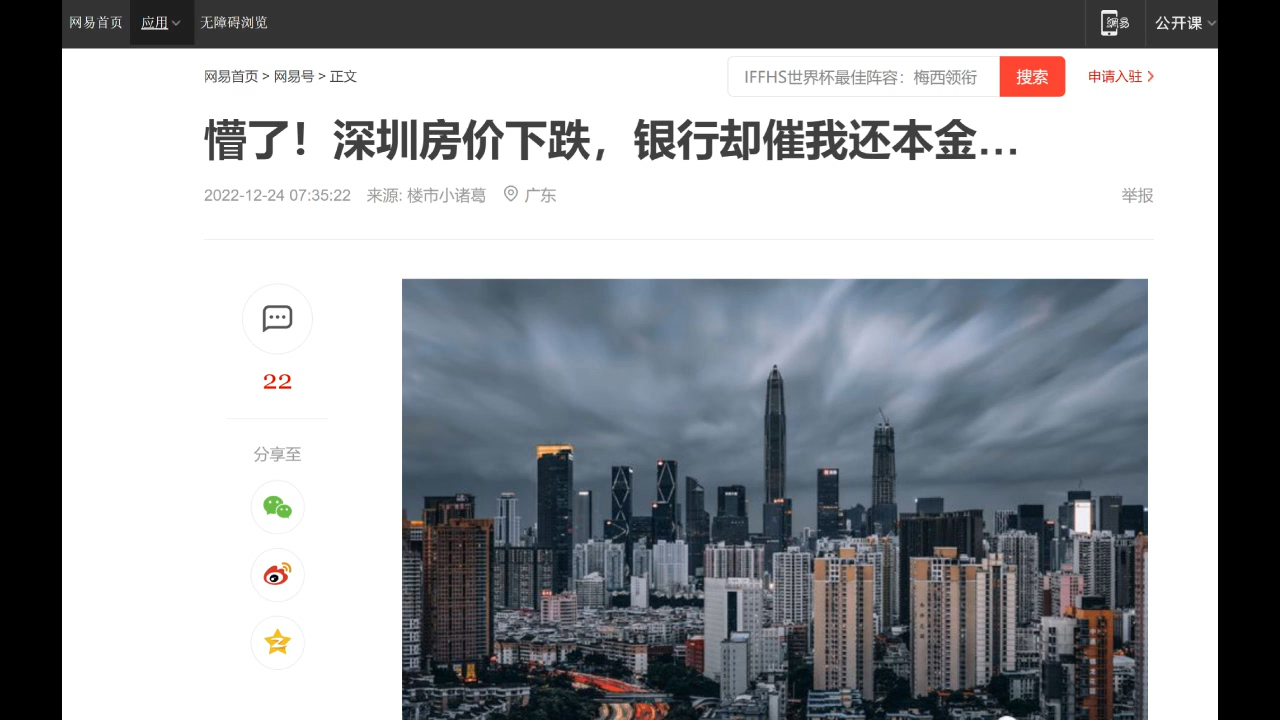 网易首页
应用
无障碍浏览
網易
公开课
网易首页 > 网易号 > 正文
IFFHS世界杯最佳阵容：梅西领衔
搜索
申请入驻
懵了！深圳房价下跌，银行却催我还本金…
2022-12-24 07:35:22
来源: 楼市小诸葛
广东
举报
22
分享至